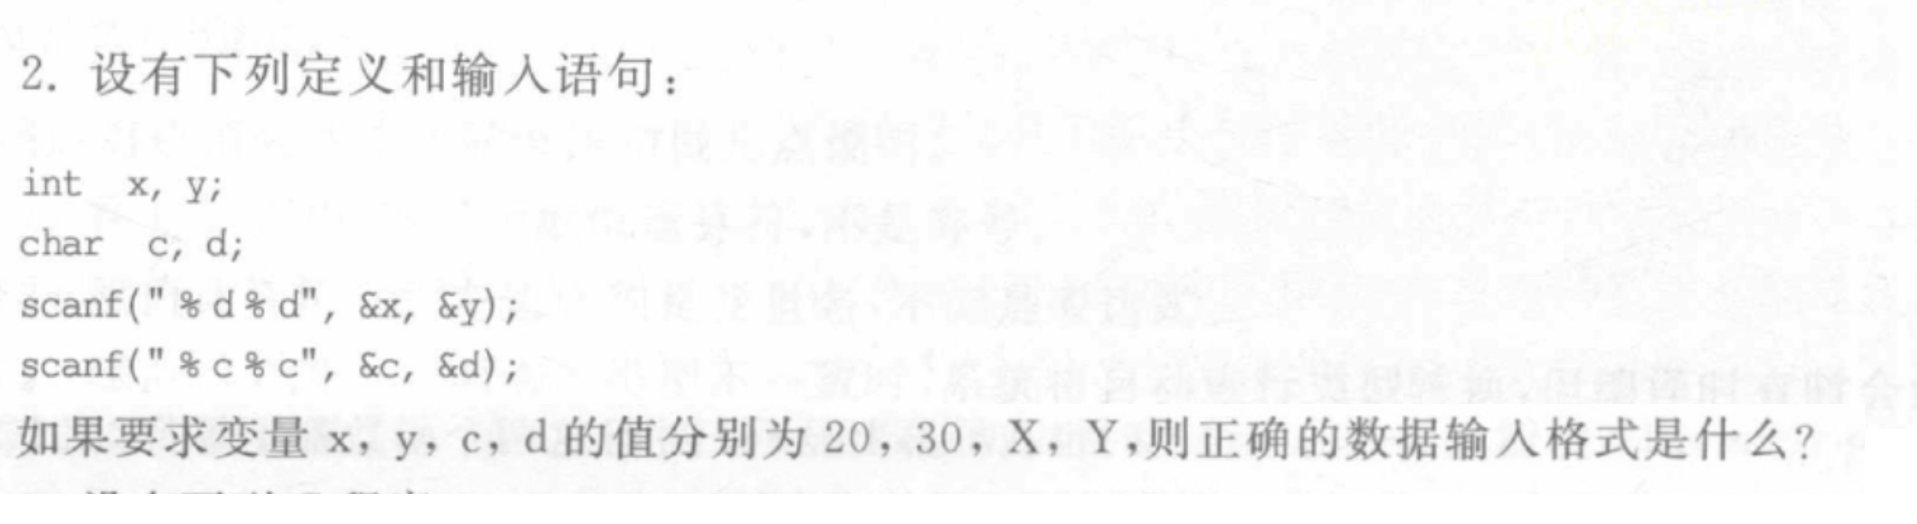 2. 设有下列定义和输入语句：
int x, y;
char c, d;
scanf("%d%d", &x, &y);
scanf("%c%c", &c, &d);
如果要求变量 x，y，c，d 的值分别为 20，30，X，Y，则正确的数据输入格式是什么？